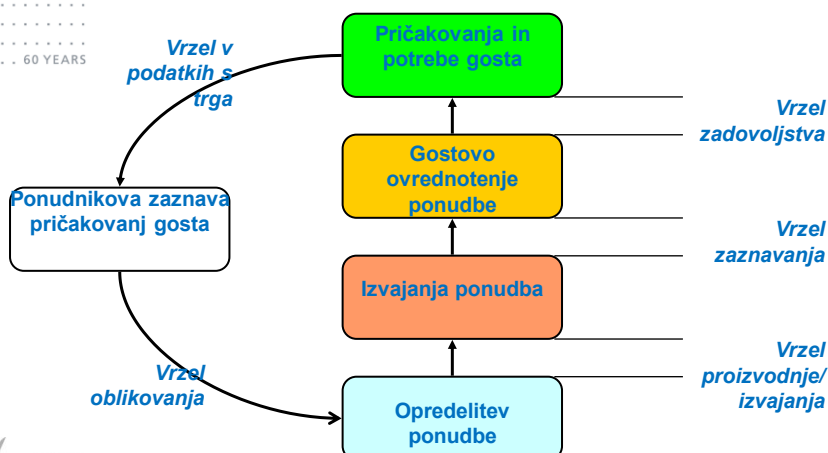 . . 60 YEARS
Vrzel v
podatkih s
trga
Pričakovanja in
potrebe gosta
Vrzel
zadovoljstva
Gostovo
ovrednotenje
ponudbe
Ponudnikova zaznava
pričakovanj gosta
Vrzel
zaznavanja
Izvajanja ponudba
Vrzel
oblikovanja
Vrzel
proizvodnje/
izvajanja
Opredelitev
ponudbe